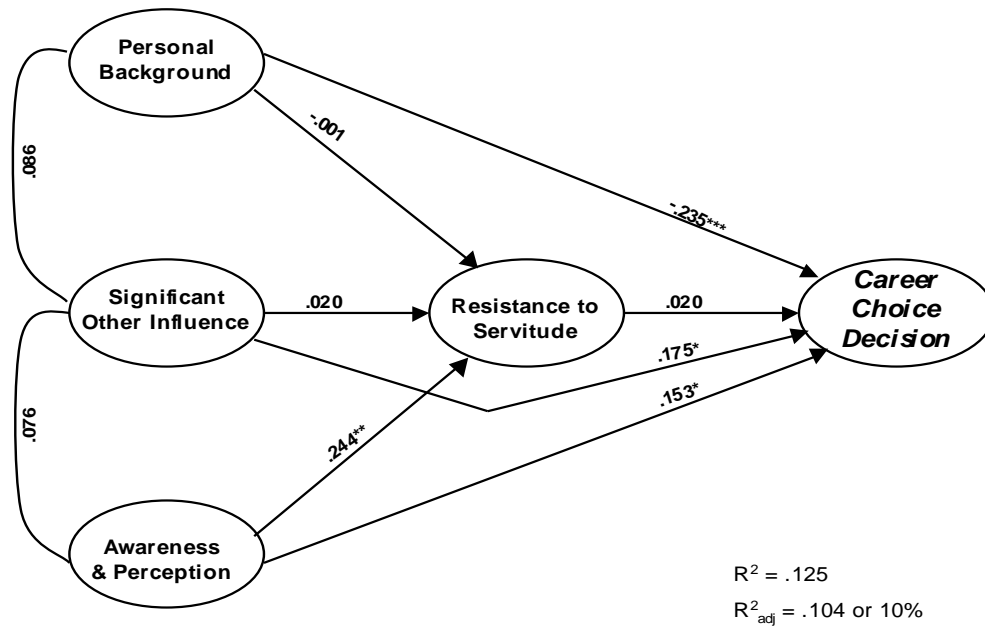 Personal
Background
-.001
-.235***
.086
Significant
Other Influence
.020
Resistance to
Servitude
.020
Career
Choice
Decision
.175*
.153*
.076
.244**
Awareness
& Perception
R² = .125
R²adj = .104 or 10%